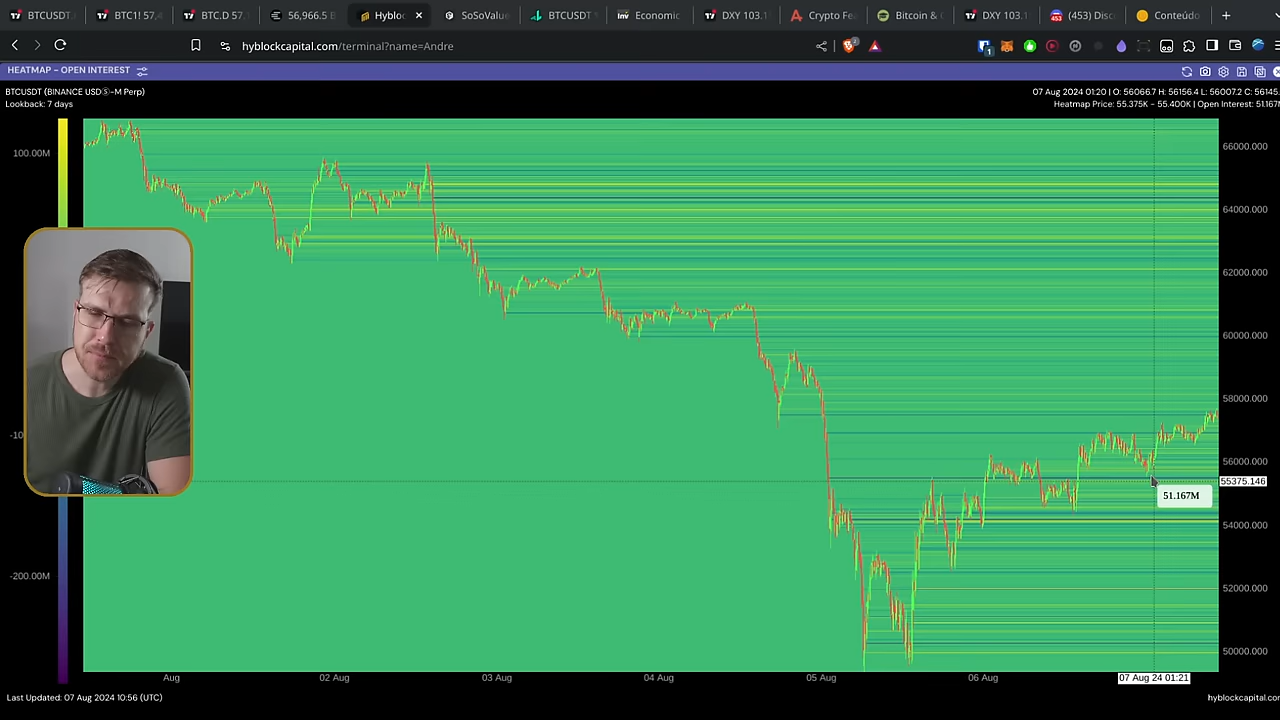 BTCUSDT
BTC1! 57.4
BTC.D 57.
56,966.5 B
Hybloc
SoSoValue
BTCUSDT
Economic
DXY 103.1
Crypto Fea
Bitcoin &
DXY 103.1
(453) Disc
Conteúdo
hyblockcapital.com/terminal?name=Andre
HEATMAP - OPEN INTEREST
BTCUSDT (BINANCE USDⓈ-M Perp)
07 Aug 2024 01:20 | O: 56066.7 H: 56156.4 L: 56007.2 C: 56145.
Lookback: 7 days
Heatmap Price: 55.375K - 55.400K | Open Interest: 51.167M
100.00M
-10
-200.00M
66000.000
64000.000
62000.000
60000.000
58000.000
56000.000
55375.146
54000.000
52000.000
50000.000
51.167M
Aug
02 Aug
03 Aug
04 Aug
05 Aug
06 Aug
07 Aug 24 01:21
Last Updated: 07 Aug 2024 10:56 (UTC)
hyblockcapital.com